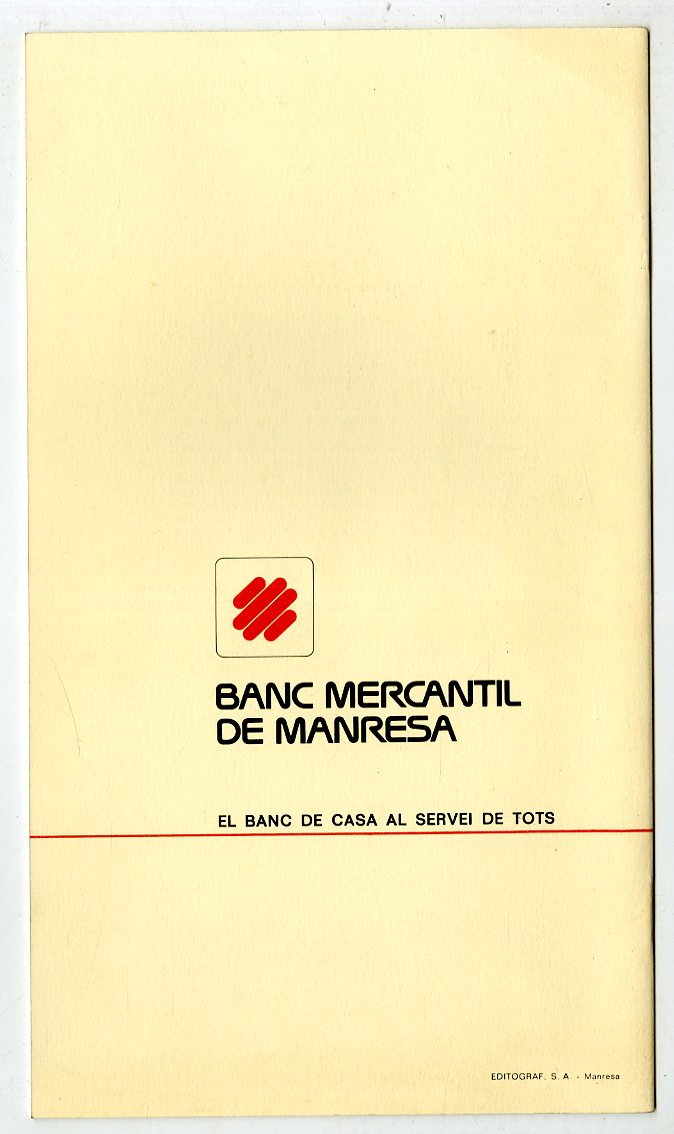 BANC MERCANTIL
DE MANRESA
EL BANC DE CASA AL SERVEI DE TOTS
EDITOGRAF, S. A. - Manresa